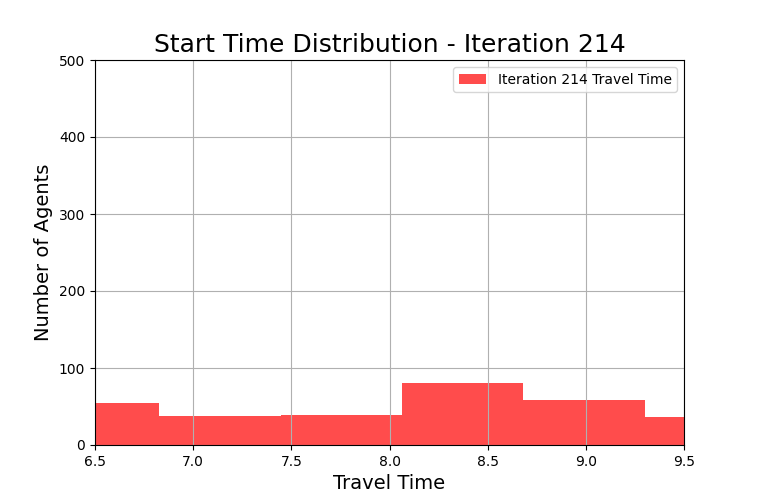 Start Time Distribution - Iteration 214
Iteration 214 Travel Time
500
400
300
200
100
0
Number of Agents
6.5 7.0 7.5 8.0 8.5 9.0 9.5
Travel Time